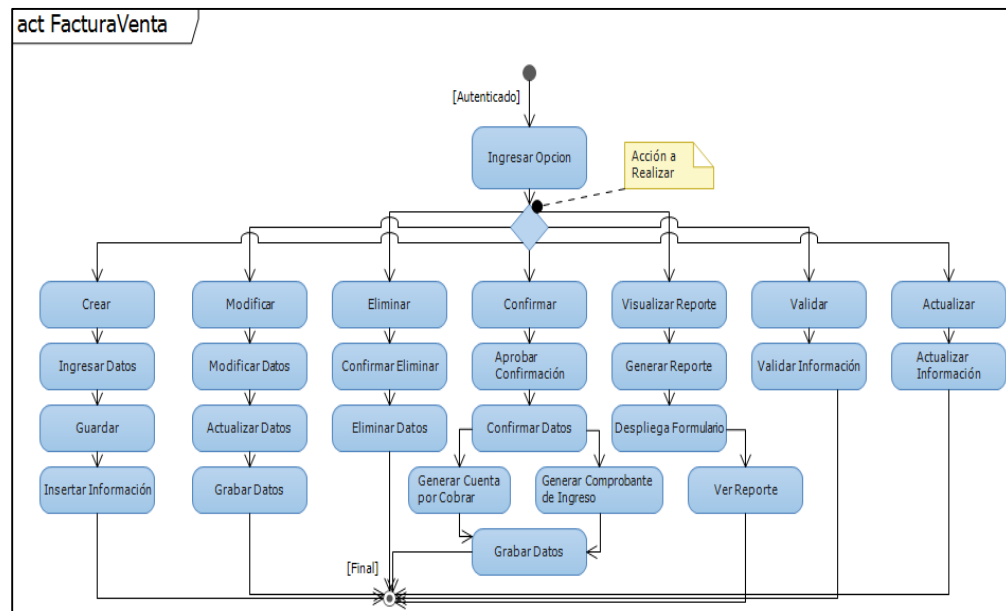 act FacturaVenta
[Autenticado]
Ingresar Opcion
Acción a
Realizar
Crear
Modificar
Eliminar
Confirmar
Visualizar Reporte
Validar
Actualizar
Ingresar Datos
Modificar Datos
Confirmar Eliminar
Aprobar
Confirmación
Generar Reporte
Validar Información
Actualizar
Información
Guardar
Actualizar Datos
Eliminar Datos
Confirmar Datos
Despliega Formulario
Insertar Información
Grabar Datos
Generar Cuenta
por Cobrar
Generar Comprobante
de Ingreso
Ver Reporte
Grabar Datos
[Final]